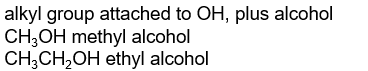 alkyl group attached to OH, plus alcohol
CH₃OH methyl alcohol
CH₃CH₂OH ethyl alcohol